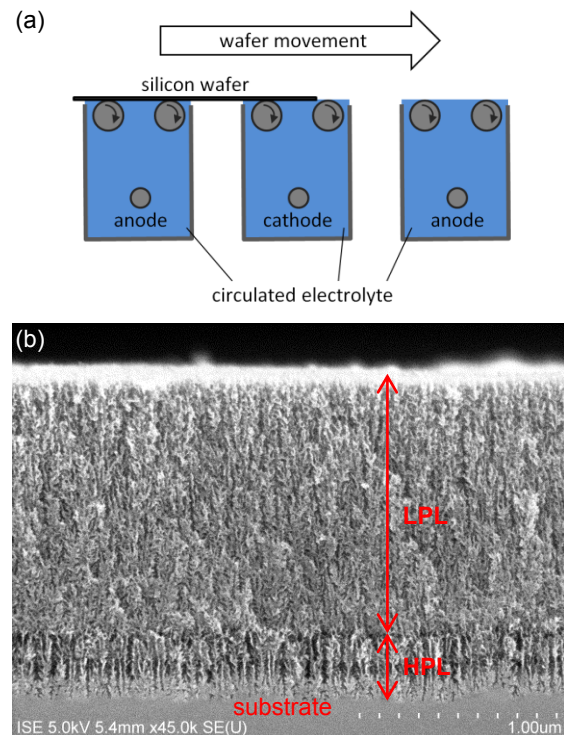 (a)
wafer movement
silicon wafer
anode
cathode
anode
circulated electrolyte
(b)
LPL
HPL
substrate
ISE 5.0kV 5.4mm x45.0k SE(U)
1.00um